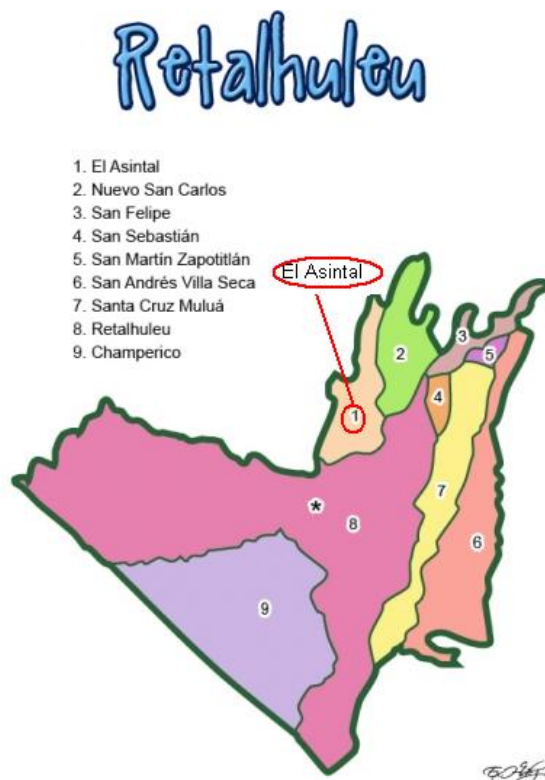 Retalhuleu
1. El Asintal
2. Nuevo San Carlos
3. San Felipe
4. San Sebastián
5. San Martín Zapotitlán
6. San Andrés Villa Seca
7. Santa Cruz Muluá
8. Retalhuleu
9. Champerico
El Asintal
3
2
5
1
4
7
*
8
6
9